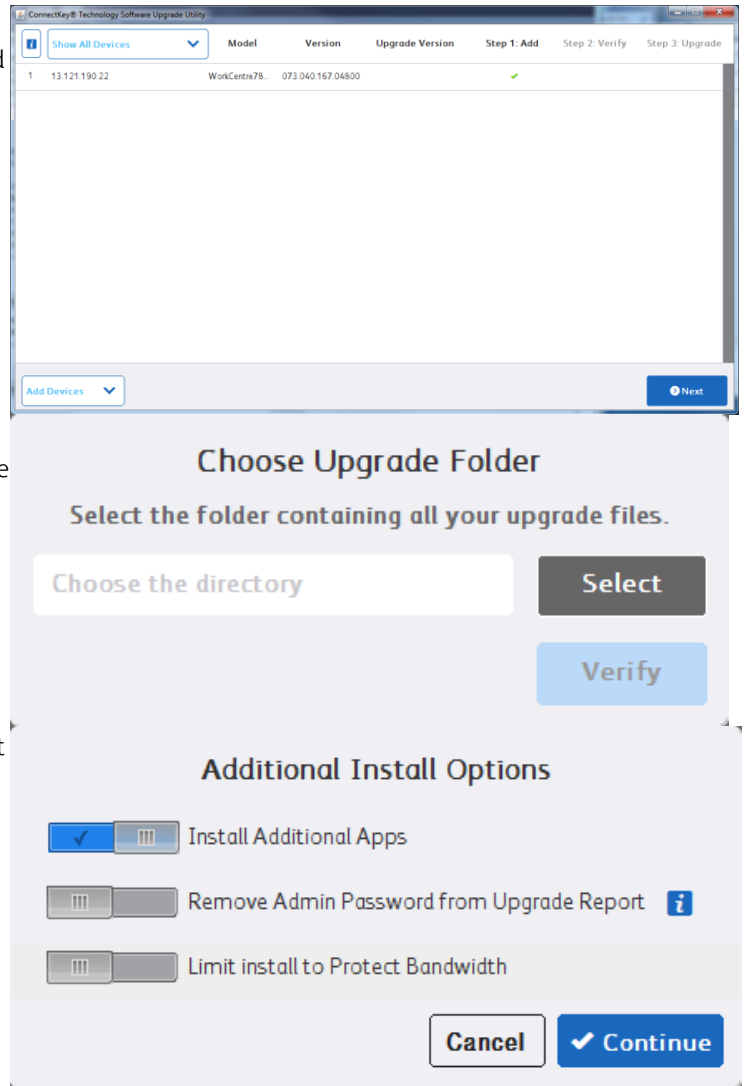 ConnectKey® Technology Software Upgrade Utility
Show All Devices Model Version Upgrade Version Step 1: Add Step 2: Verify Step 3: Upgrade
1 13.121.190.22 WorkCentre78... 073.040.167.04800
Add Devices Next
Choose Upgrade Folder
Select the folder containing all your upgrade files.
Choose the directory Select
Verify
Additional Install Options
Install Additional Apps
Remove Admin Password from Upgrade Report i
Limit install to Protect Bandwidth
Cancel Continue